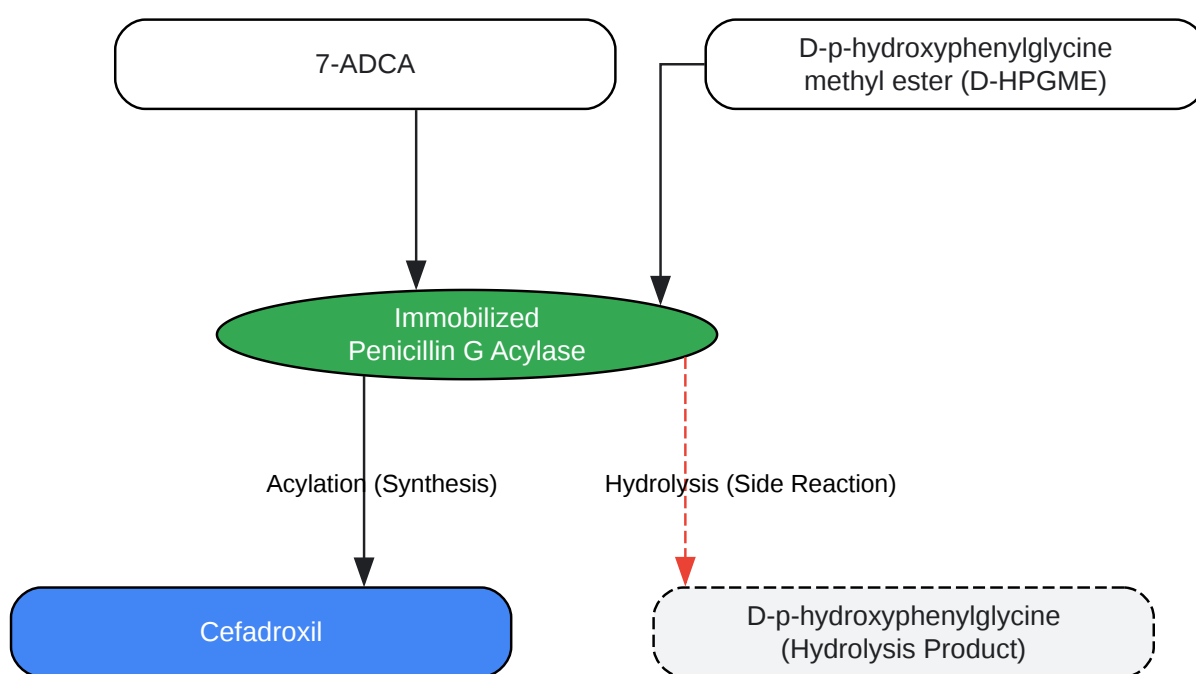 7-ADCA
D-p-hydroxyphenylglycine
methyl ester (D-HPGME)
Immobilized
Penicillin G Acylase
Acylation (Synthesis)
Hydrolysis (Side Reaction)
Cefadroxil
D-p-hydroxyphenylglycine
(Hydrolysis Product)